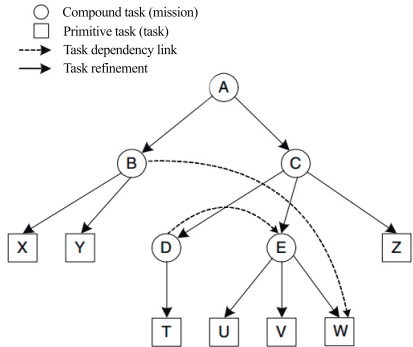 Compound task (mission)
Primitive task (task)
Task dependency link
Task refinement
A
B
C
X
Y
D
E
Z
T
U
V
W